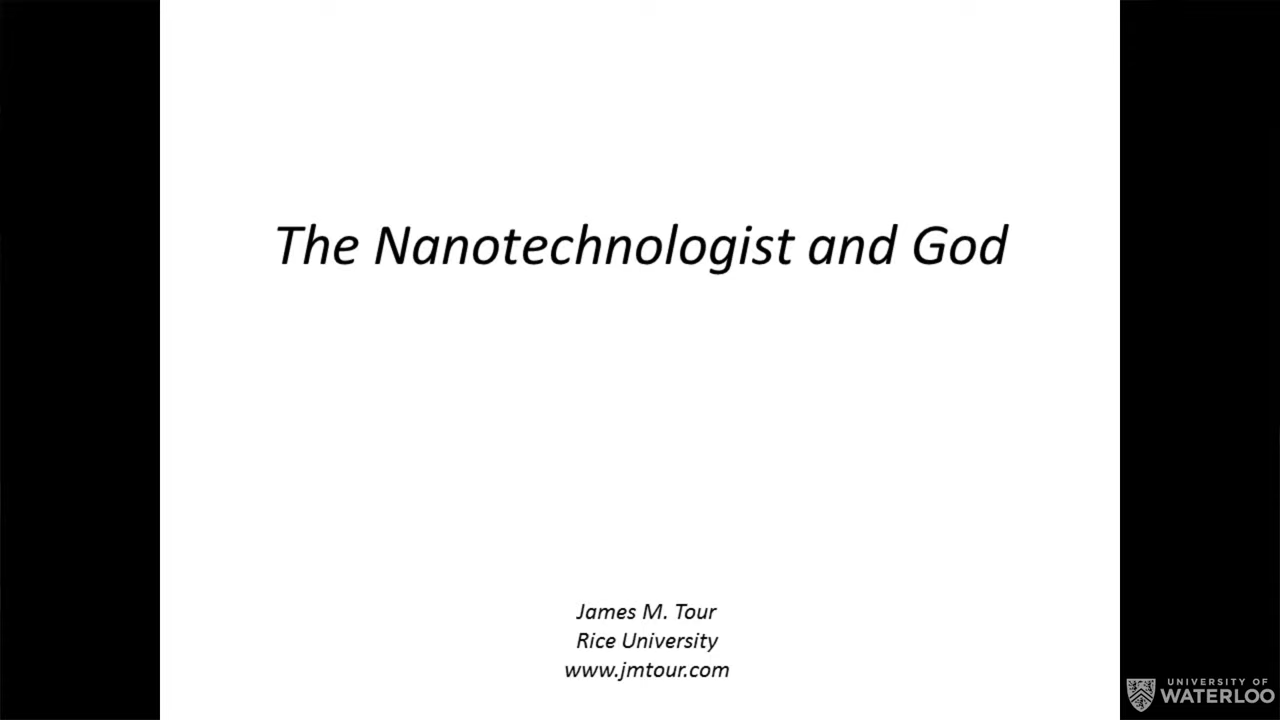 The Nanotechnologist and God
James M. Tour
Rice University
www.jmtour.com
UNIVERSITY OF
WATERLOO